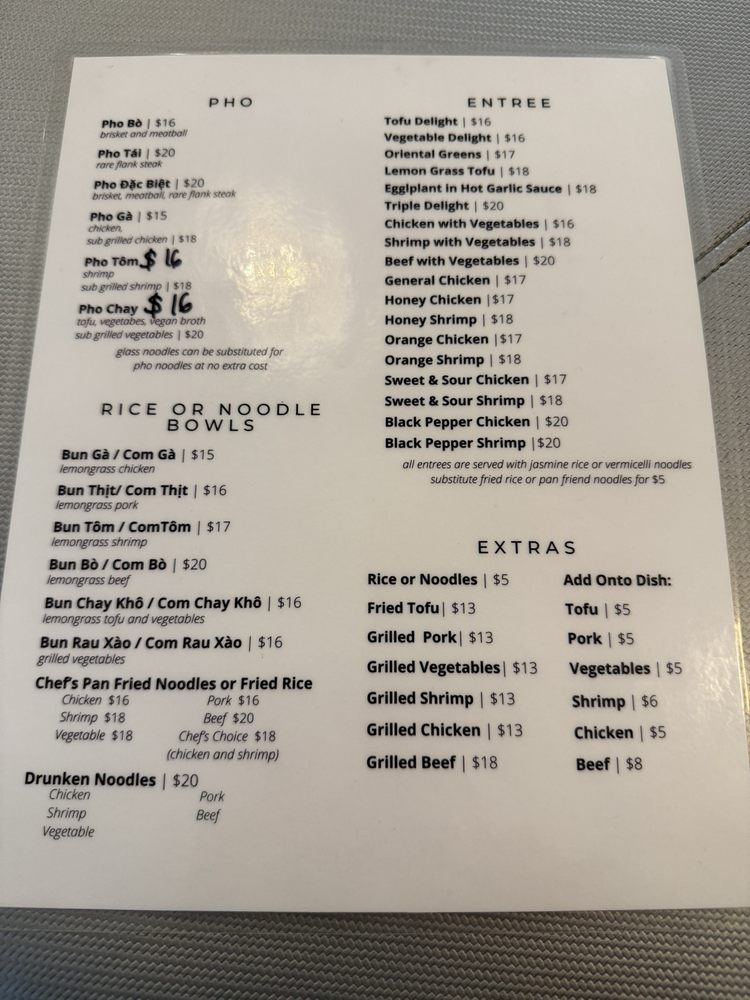 PHO
Pho Bò | $16
brisket and meatball
Pho Tái | $20
rare flank steak
Pho Đặc Biệt | $20
brisket, meatball, rare flank steak
Pho Gà | $15
chicken,
sub grilled chicken | $18
Pho Tôm $16
shrimp
sub grilled shrimp | $18
Pho Chay $16
tofu, vegetabes, vegan broth
sub grilled vegetables | $20
glass noodles can be substituted for
pho noodles at no extra cost
RICE OR NOODLE
BOWLS
Bun Gà / Com Gà | $15
lemongrass chicken
Bun Thịt/ Com Thịt | $16
lemongrass pork
Bun Tôm / ComTôm | $17
lemongrass shrimp
Bun Bò / Com Bò | $20
lemongrass beef
Bun Chay Khô / Com Chay Khô | $16
lemongrass tofu and vegetables
Bun Rau Xào / Com Rau Xào | $16
grilled vegetables
Chef's Pan Fried Noodles or Fried Rice
Chicken $16 Pork $16
Shrimp $18 Beef $20
Vegetable $18 Chef's Choice $18
(chicken and shrimp)
Drunken Noodles | $20
Chicken Pork
Shrimp Beef
Vegetable
ENTREE
Tofu Delight | $16
Vegetable Delight | $16
Oriental Greens | $17
Lemon Grass Tofu | $18
Egglplant in Hot Garlic Sauce | $18
Triple Delight | $20
Chicken with Vegetables | $16
Shrimp with Vegetables | $18
Beef with Vegetables | $20
General Chicken | $17
Honey Chicken |$17
Honey Shrimp | $18
Orange Chicken |$17
Orange Shrimp | $18
Sweet & Sour Chicken | $17
Sweet & Sour Shrimp | $18
Black Pepper Chicken | $20
Black Pepper Shrimp |$20
all entrees are served with jasmine rice or vermicelli noodles
substitute fried rice or pan friend noodles for $5
EXTRAS
Rice or Noodles | $5
Fried Tofu| $13
Grilled Pork| $13
Grilled Vegetables| $13
Grilled Shrimp | $13
Grilled Chicken | $13
Grilled Beef | $18
Add Onto Dish:
Tofu | $5
Pork | $5
Vegetables | $5
Shrimp | $6
Chicken | $5
Beef | $8